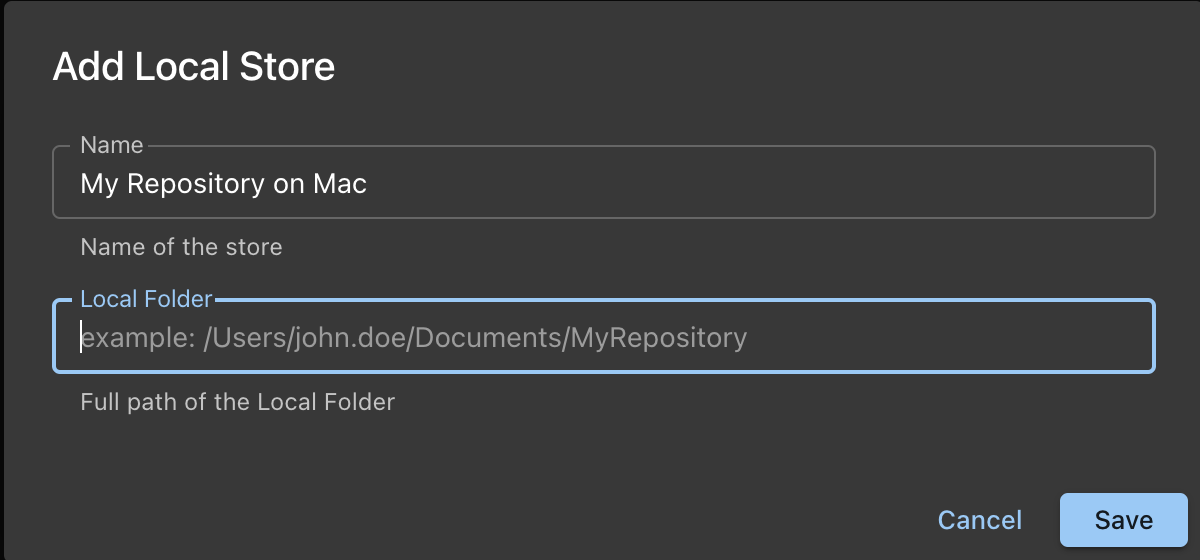 Add Local Store
Name
My Repository on Mac
Name of the store
Local Folder
example: /Users/john.doe/Documents/MyRepository
Full path of the Local Folder
Cancel
Save